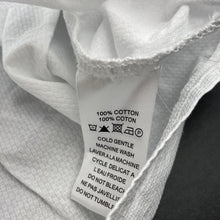 100% COTTON
100% COTON
COLD GENTLE
MACHINE WASH
LAVER A LA MACHINE,
CYCLE DELICAT A
L'EAU FROIDE
DO NOT BLEACH
NE PAS JAVELLIS
DO NOT TUMBLE